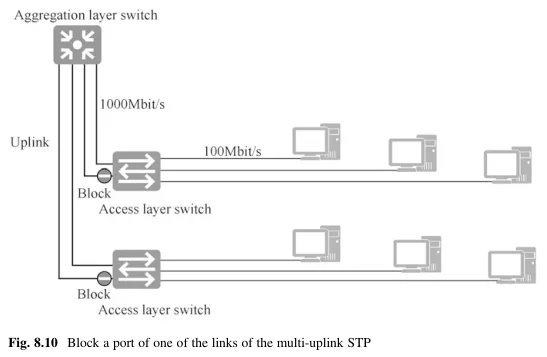 Aggregation layer switch
1000Mbit/s
Uplink
100Mbit/s
Block
Access layer switch
Block
Access layer switch
Fig. 8.10 Block a port of one of the links of the multi-uplink STP